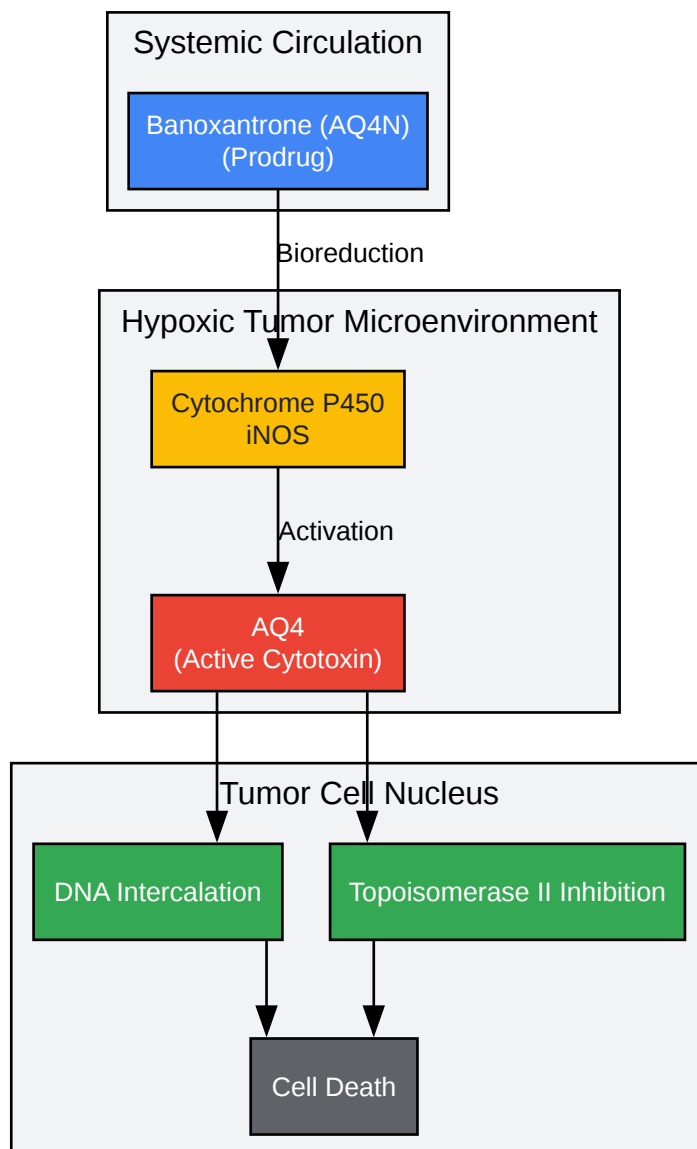 Systemic Circulation
Banoxantrone (AQ4N)
(Prodrug)
Bioreduction
Hypoxic Tumor Microenvironment
Cytochrome P450
iNOS
Activation
AQ4
(Active Cytotoxin)
Tumor Cell Nucleus
DNA Intercalation
Topoisomerase II Inhibition
Cell Death